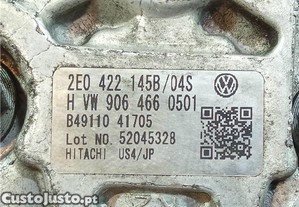 2E0 422 145B/04S
H VW 906 466 0501
B49110 41705
Lot NO. 52045328
HITACHI US4/JP
CustoJusto.pt